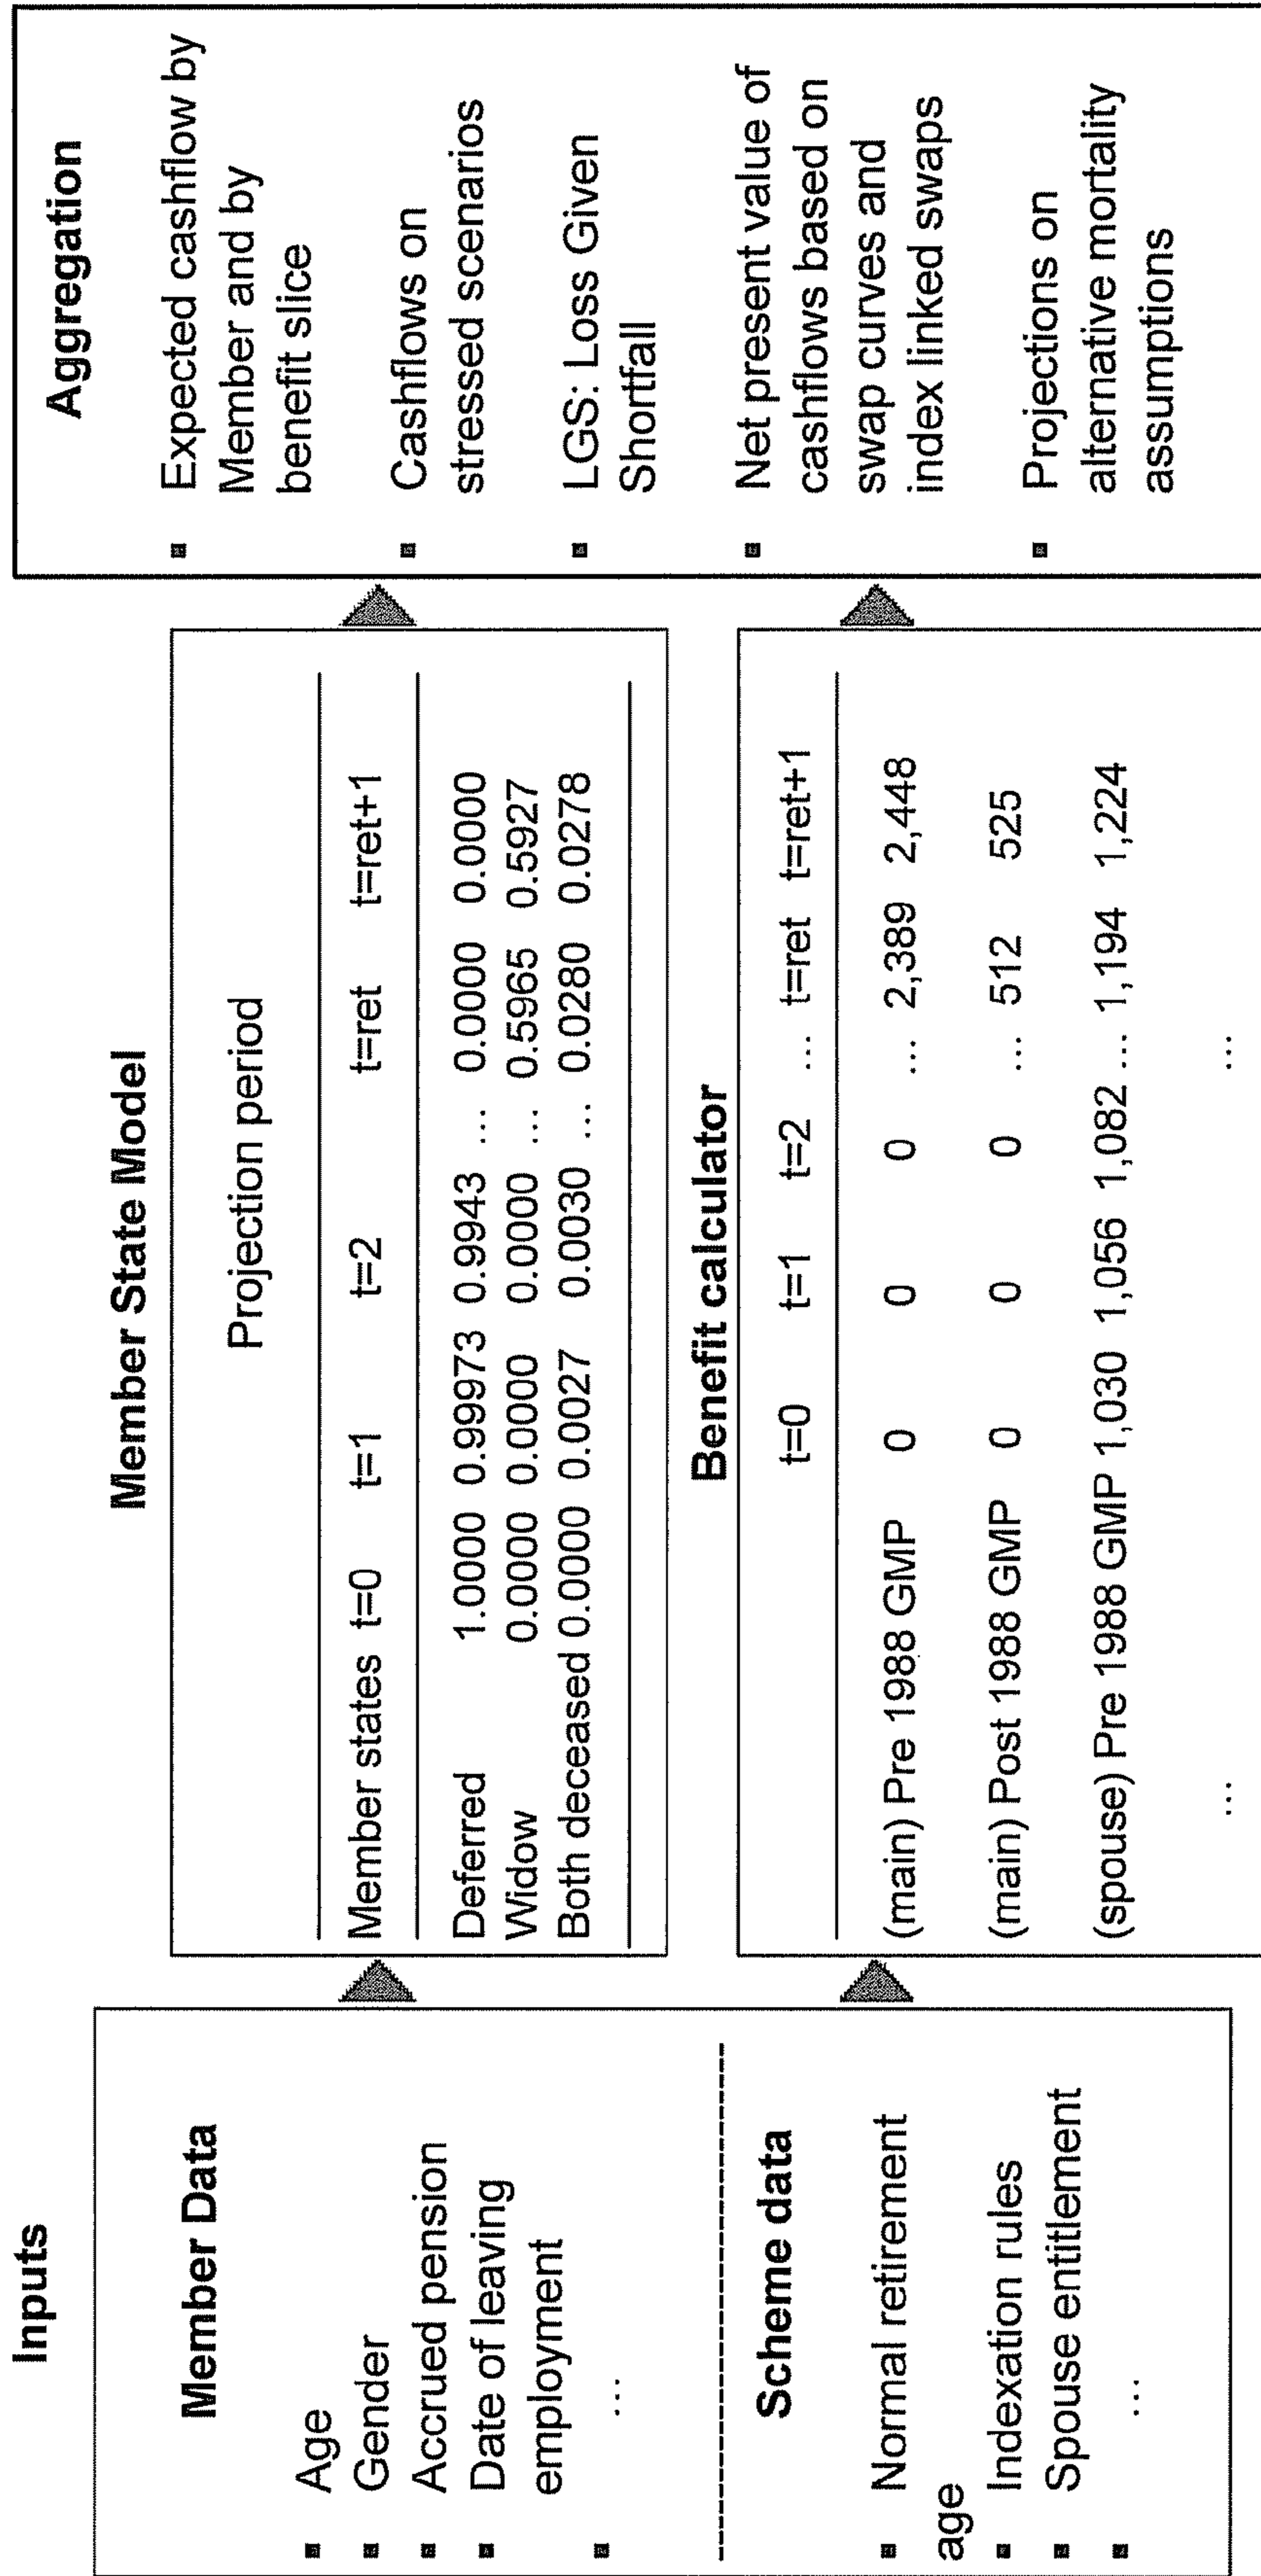 Inputs
Member Data
▪ Age
▪ Gender
▪ Accrued pension
▪ Date of leaving
employment
▪ ...
Scheme data
▪ Normal retirement
age
▪ Indexation rules
▪ Spouse entitlement
▪ ...
Member State Model
Projection period
Member states t=0 t=1 t=2 t=ret t=ret+1
Deferred 1.0000 0.99973 0.9943 ... 0.0000 0.0000
Widow 0.0000 0.0000 0.0000 ... 0.5965 0.5927
Both deceased 0.0000 0.0027 0.0030 ... 0.0280 0.0278
Benefit calculator
t=0 t=1 t=2 ... t=ret t=ret+1
(main) Pre 1988 GMP 0 0 0 ... 2,389 2,448
(main) Post 1988 GMP 0 0 0 ... 512 525
(spouse) Pre 1988 GMP 1,030 1,056 1,082 ... 1,194 1,224
... ...
Aggregation
▪ Expected cashflow by
Member and by
benefit slice
▪ Cashflows on
stressed scenarios
▪ LGS: Loss Given
Shortfall
▪ Net present value of
cashflows based on
swap curves and
index linked swaps
▪ Projections on
alternative mortality
assumptions